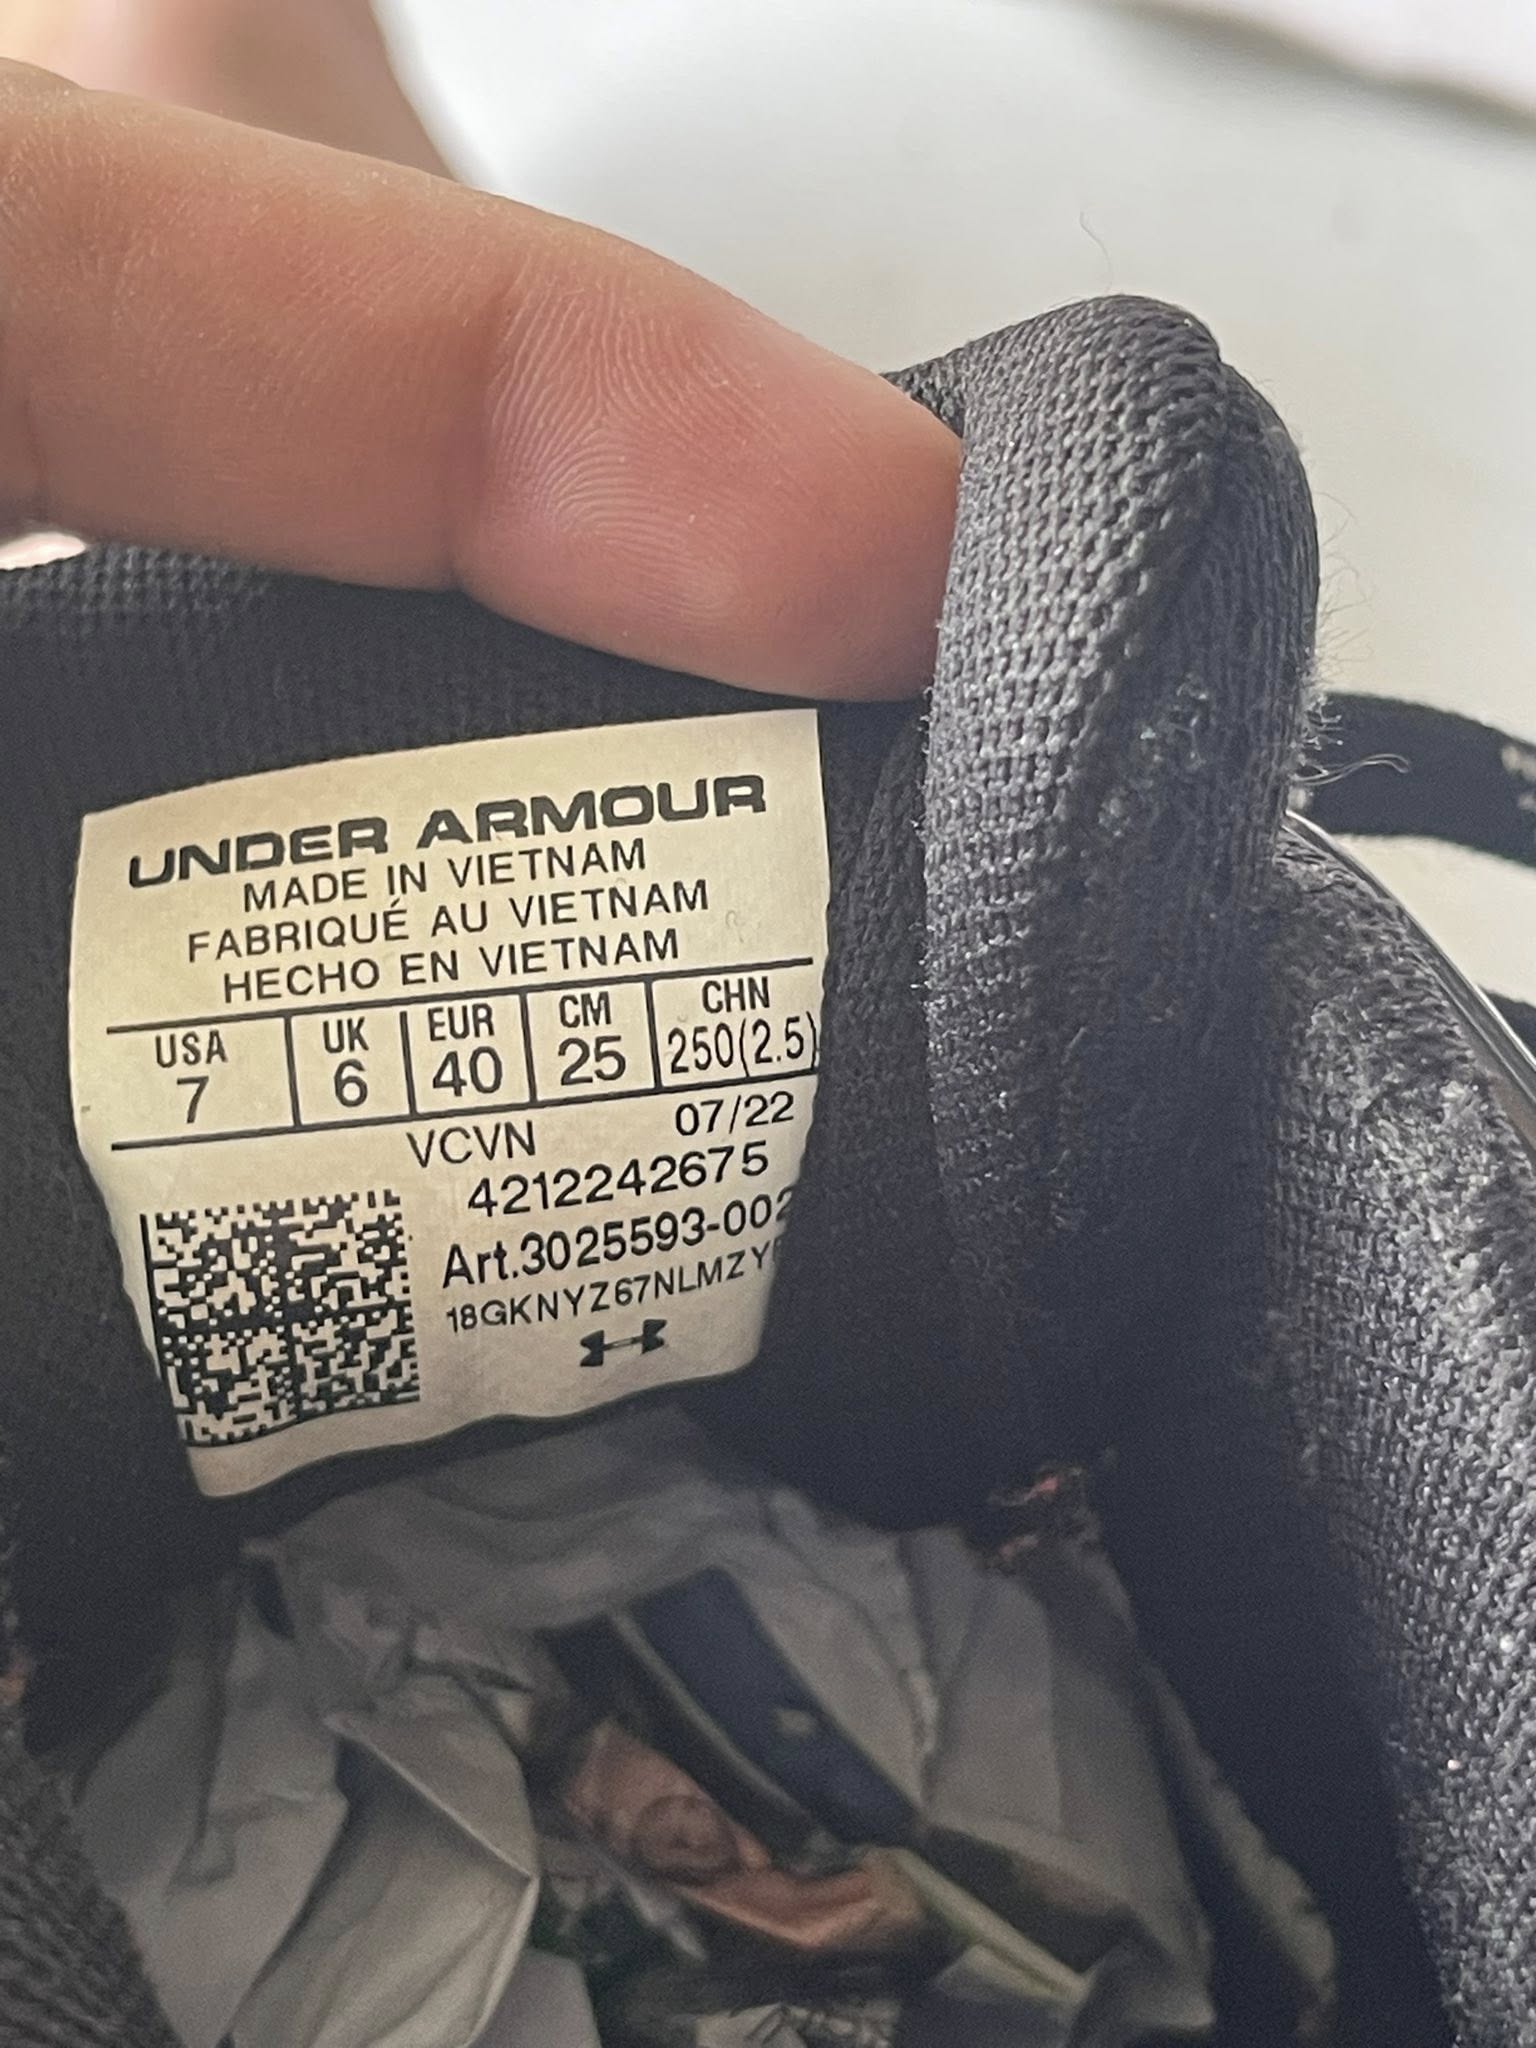 UNDER ARMOUR
MADE IN VIETNAM
FABRIQUÉ AU VIETNAM
HECHO EN VIETNAM
USA UK EUR CM CHN
7 6 40 25 250(2.5)
VCVN 07/22
4212242675
Art.3025593-002